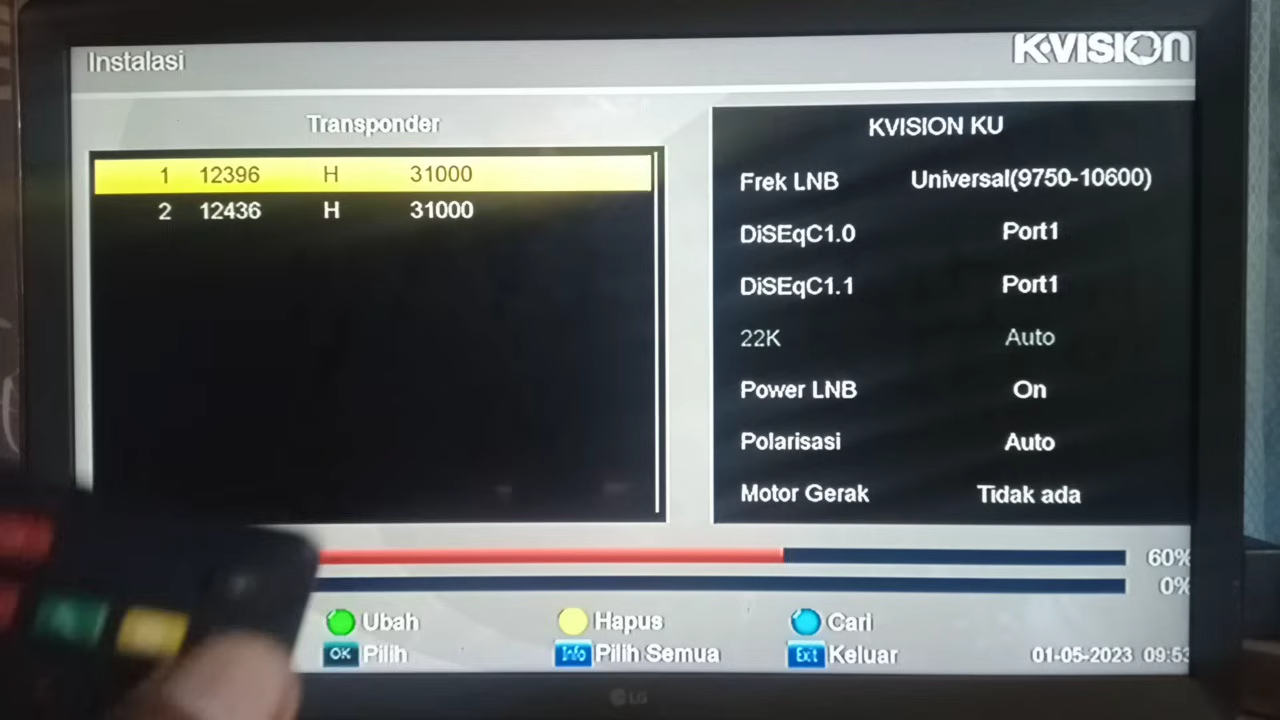 Instalasi
K-VISION
Transponder
1 12396 H 31000
2 12436 H 31000
KVISION KU
Frek LNB Universal(9750-10600)
DiSEqC1.0 Port1
DiSEqC1.1 Port1
22K Auto
Power LNB On
Polarisasi Auto
Motor Gerak Tidak ada
60%
0%
Ubah Hapus Cari
OK Pilih Info Pilih Semua Exit Keluar
01-05-2023 09:53
LG